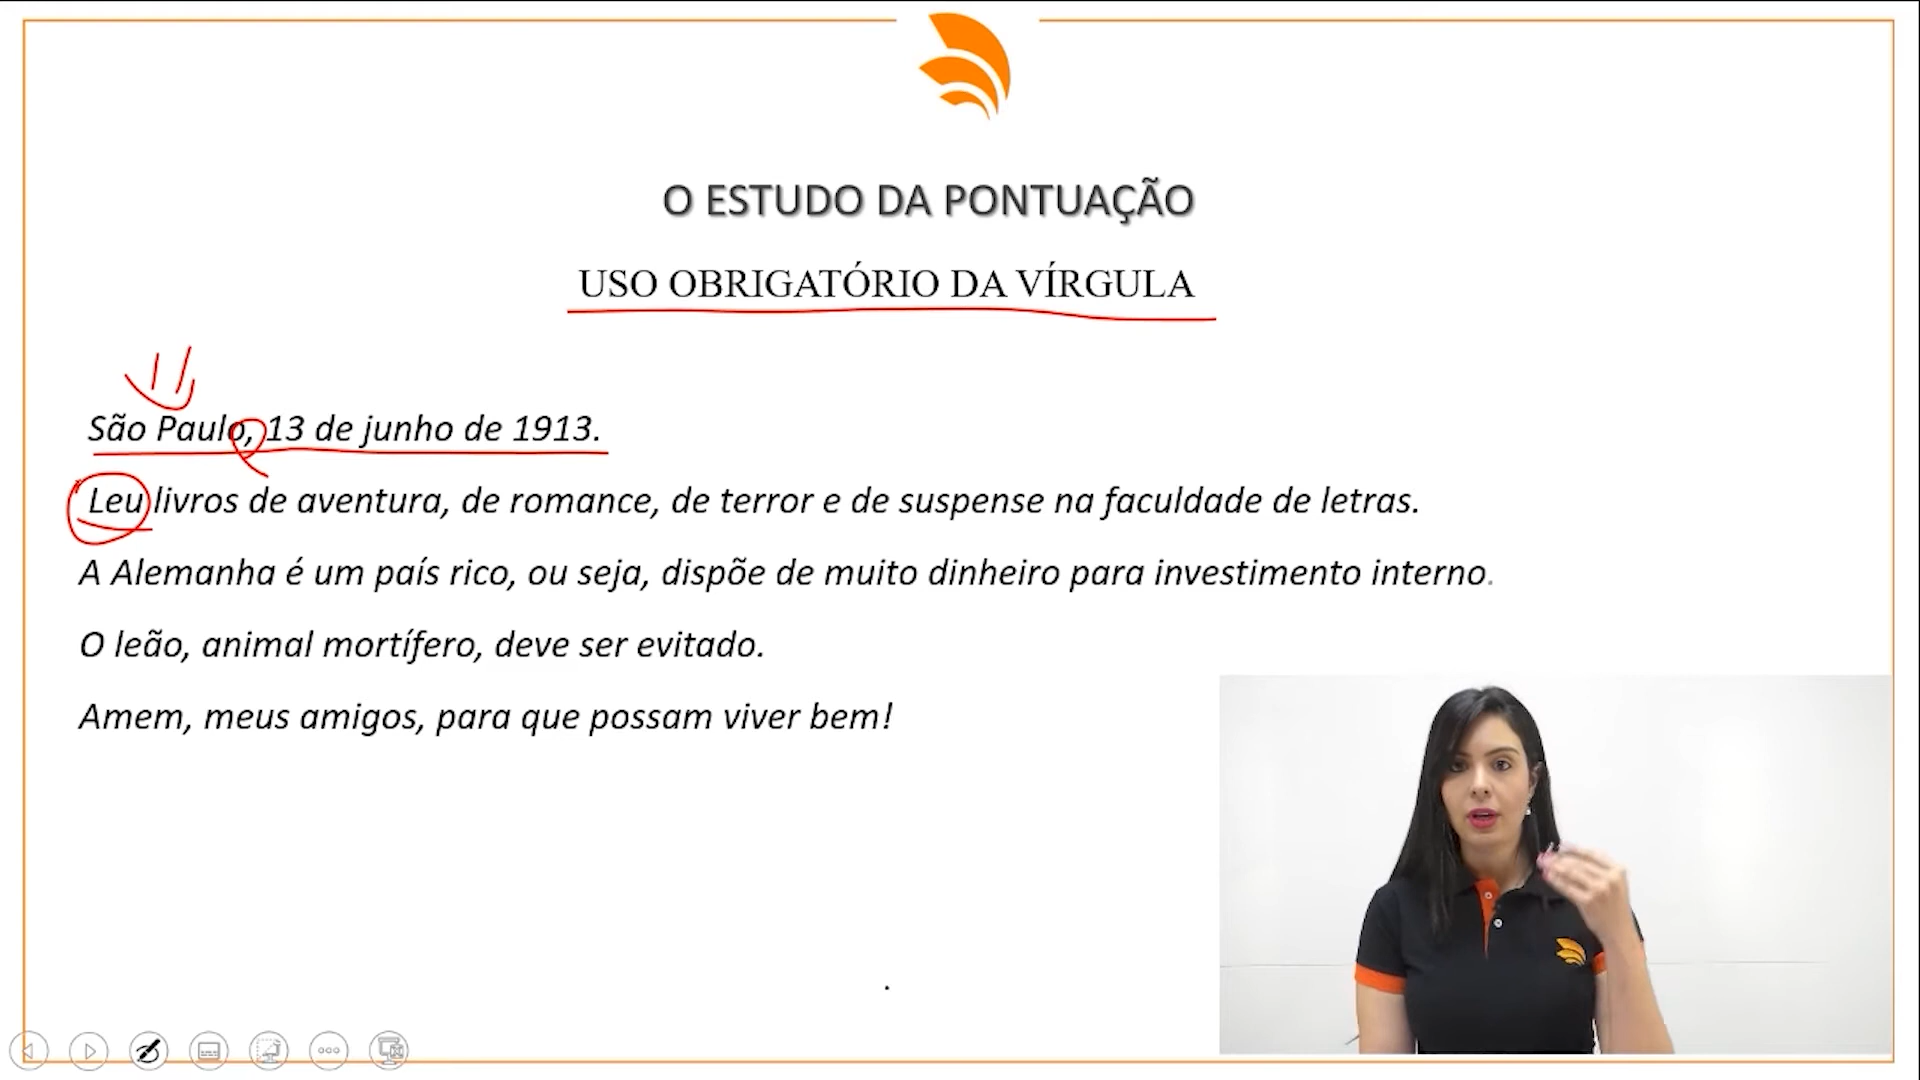 O ESTUDO DA PONTUAÇÃO
USO OBRIGATÓRIO DA VÍRGULA
São Paulo, 13 de junho de 1913.
Leu livros de aventura, de romance, de terror e de suspense na faculdade de letras.
A Alemanha é um país rico, ou seja, dispõe de muito dinheiro para investimento interno.
O leão, animal mortífero, deve ser evitado.
Amem, meus amigos, para que possam viver bem!
.